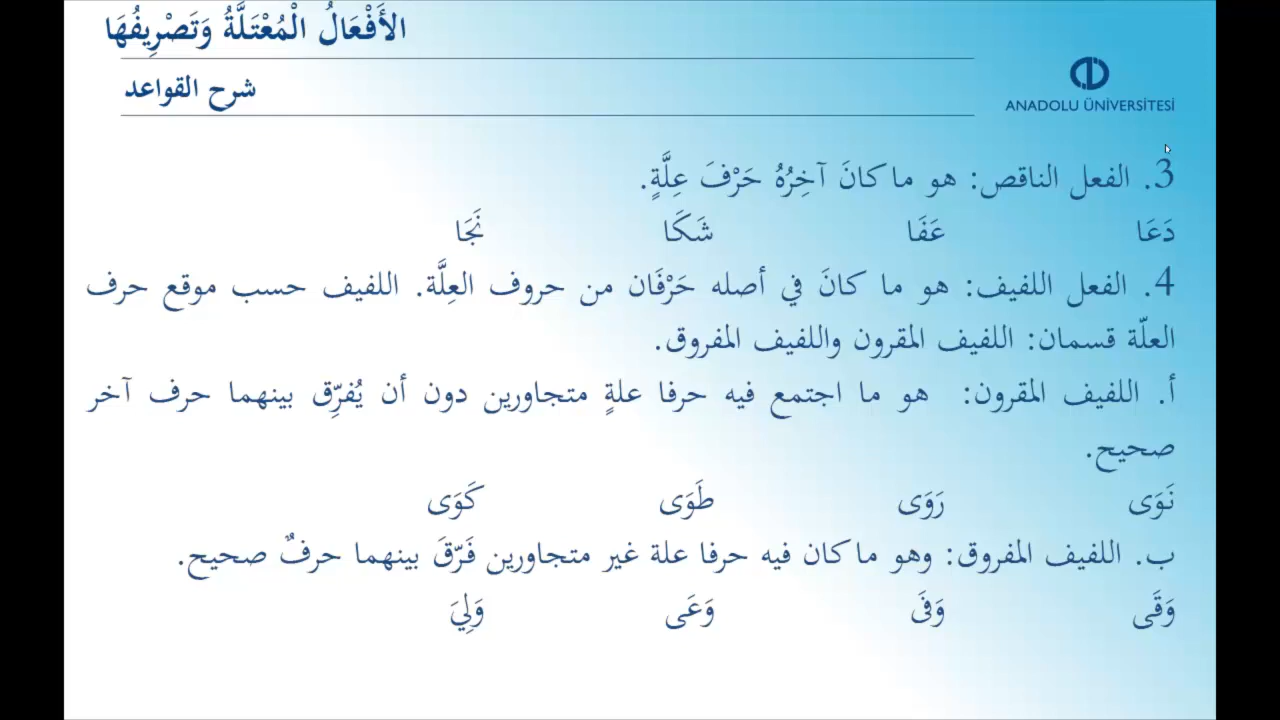 الأَفْعَالُ الْمُعْتَلَّةُ وَتَصْرِيفُهَا
شرح القواعد
ANADOLU ÜNİVERSİTESİ
3. الفعل الناقص: هو ما كانَ آخِرُهُ حَرْفَ عِلَّةٍ.
دَعَا عَفَا شَكَا نَجَا
4. الفعل اللفيف: هو ما كانَ في أصله حَرْفَان من حروف العِلَّة. اللفيف حسب موقع حرف
العلّة قسمان: اللفيف المقرون واللفيف المفروق.
أ. اللفيف المقرون: هو ما اجتمع فيه حرفا علةٍ متجاورين دون أن يُفرِّق بينهما حرف آخر
صحيح.
نَوَى رَوَى طَوَى كَوَى
ب. اللفيف المفروق: وهو ما كان فيه حرفا علة غير متجاورين فَرّقَ بينهما حرفٌ صحيح.
وَقَى وَفَى وَعَى وَلِيَ